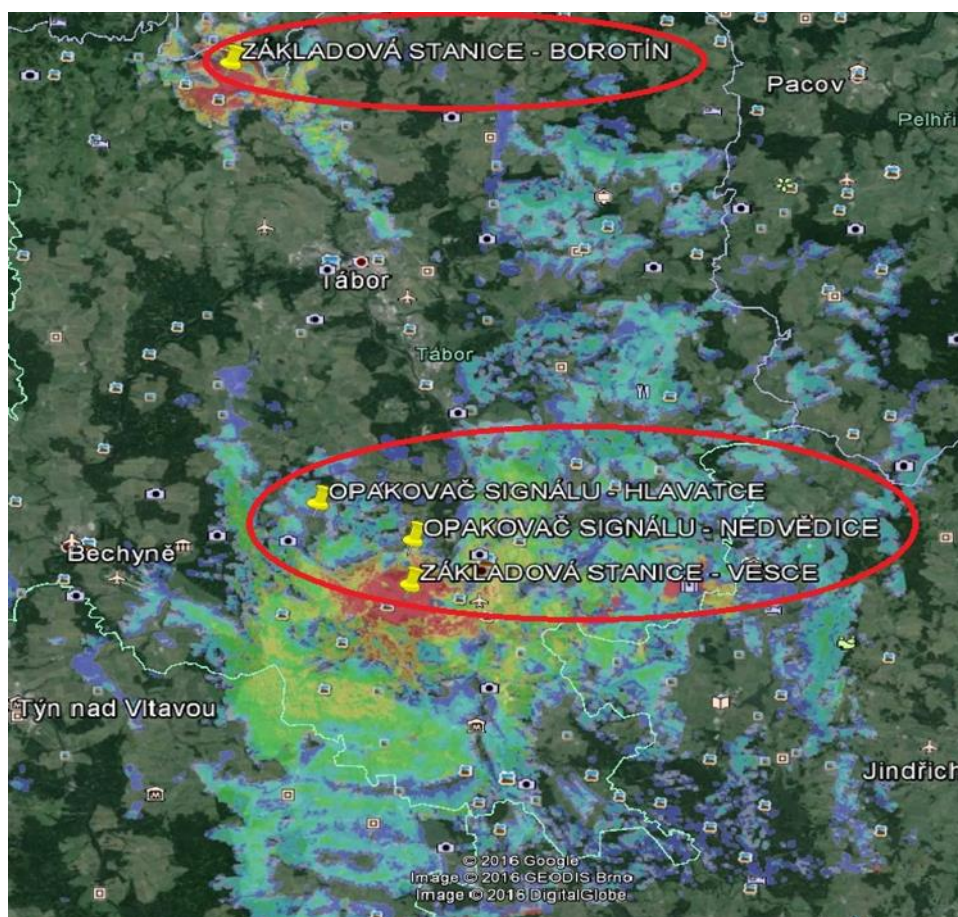 ZÁKLADOVÁ STANICE - BOROTÍN
Pacov
Pelhři
Tábor
Tábor
OPAKOVAČ SIGNÁLU - HLAVATCE
OPAKOVAČ SIGNÁLU - NEDVĚDICE
Bechyně
ZÁKLADOVÁ STANICE - VESCE
Týn nad Vltavou
Jindřich
© 2016 Google
Image © 2016 GEODIS Brno
Image © 2016 DigitalGlobe